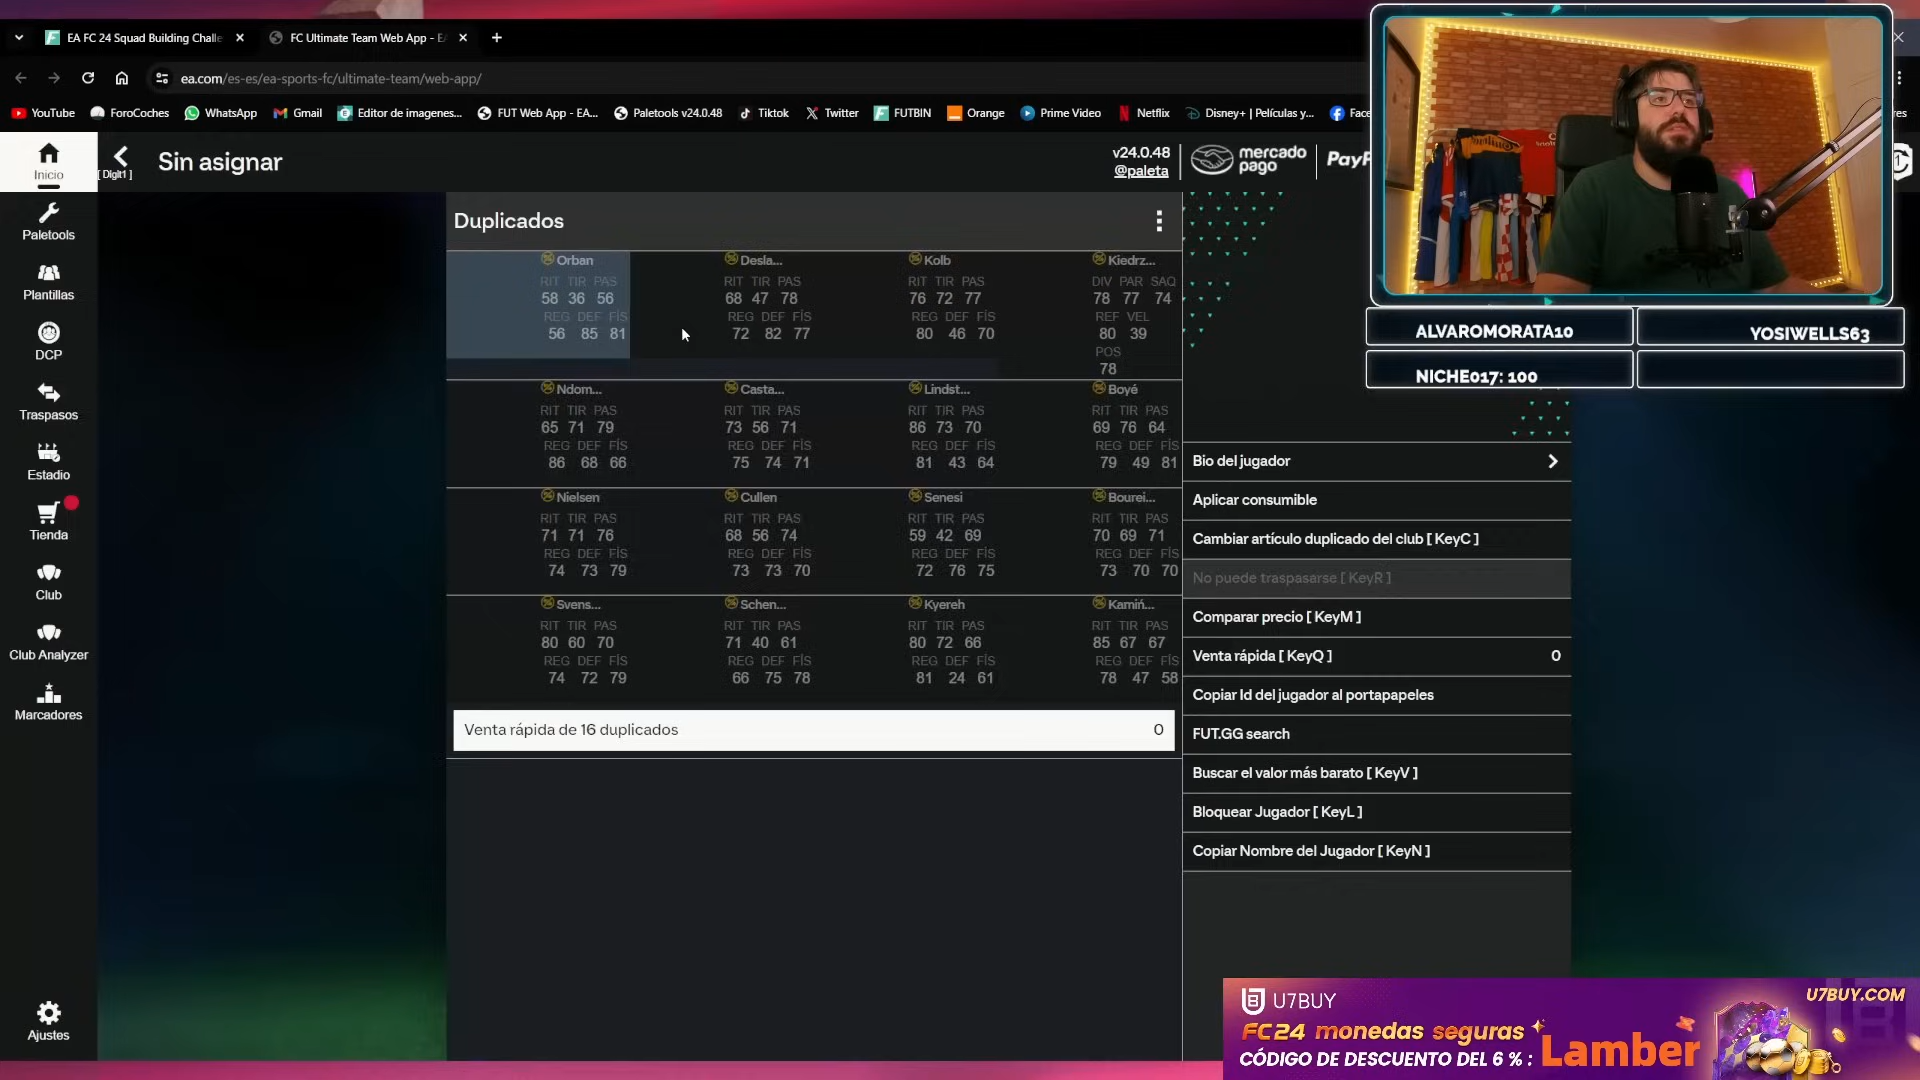 EA FC 24 Squad Building Challe
FC Ultimate Team Web App - EA
ea.com/es-es/ea-sports-fc/ultimate-team/web-app/
YouTube
ForoCoches
WhatsApp
Gmail
Editor de imagenes...
FUT Web App - EA...
Paletools v24.0.48
Tiktok
Twitter
FUTBIN
Orange
Prime Video
Netflix
Disney+ | Películas y...
Face
Inicio
[ Digit1 ]
Sin asignar
v24.0.48
@paleta
mercado
pago
PayP
Paletools
Plantillas
DCP
Traspasos
Estadio
Tienda
Club
Club Analyzer
Marcadores
Ajustes
Duplicados
Orban
RIT TIR PAS
58 36 56
REG DEF FÍS
56 85 81
Desla...
RIT TIR PAS
68 47 78
REG DEF FÍS
72 82 77
Kolb
RIT TIR PAS
76 72 77
REG DEF FÍS
80 46 70
Kiedrz...
DIV PAR SAQ
78 77 74
REF VEL
80 39
POS
78
Ndom...
RIT TIR PAS
65 71 79
REG DEF FÍS
86 68 66
Casta...
RIT TIR PAS
73 56 71
REG DEF FÍS
75 74 71
Lindst...
RIT TIR PAS
86 73 70
REG DEF FÍS
81 43 64
Boyé
RIT TIR PAS
69 76 64
REG DEF FÍS
79 49 81
Nielsen
RIT TIR PAS
71 71 76
REG DEF FÍS
74 73 79
Cullen
RIT TIR PAS
68 56 74
REG DEF FÍS
73 73 70
Senesi
RIT TIR PAS
59 42 69
REG DEF FÍS
72 76 75
Bourei...
RIT TIR PAS
70 69 71
REG DEF FÍS
73 70 70
Svens...
RIT TIR PAS
80 60 70
REG DEF FÍS
74 72 79
Schen...
RIT TIR PAS
71 40 61
REG DEF FÍS
66 75 78
Kyereh
RIT TIR PAS
80 72 66
REG DEF FÍS
81 24 61
Kamiń...
RIT TIR PAS
85 67 67
REG DEF FÍS
78 47 58
Venta rápida de 16 duplicados 0
Bio del jugador
Aplicar consumible
Cambiar artículo duplicado del club [ KeyC ]
No puede traspasarse [ KeyR ]
Comparar precio [ KeyM ]
Venta rápida [ KeyQ ] 0
Copiar Id del jugador al portapapeles
FUT.GG search
Buscar el valor más barato [ KeyV ]
Bloquear Jugador [ KeyL ]
Copiar Nombre del Jugador [ KeyN ]
ALVAROMORATA10
YOSIWELLS63
NICHE017: 100
U7BUY
U7BUY.COM
FC24 monedas seguras
CÓDIGO DE DESCUENTO DEL 6 % : Lamber